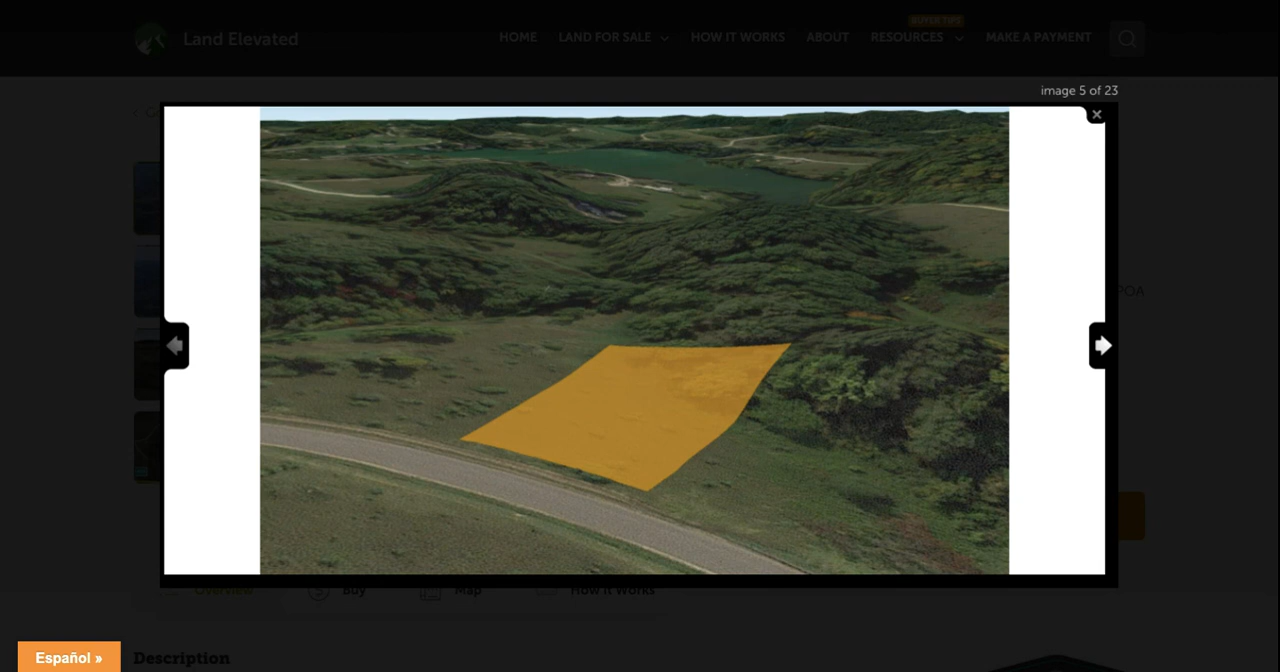 BUYER TIPS
Land Elevated
HOME LAND FOR SALE HOW IT WORKS ABOUT RESOURCES MAKE A PAYMENT
image 5 of 23
POA
Overview Buy Map How It Works
Español »
Description